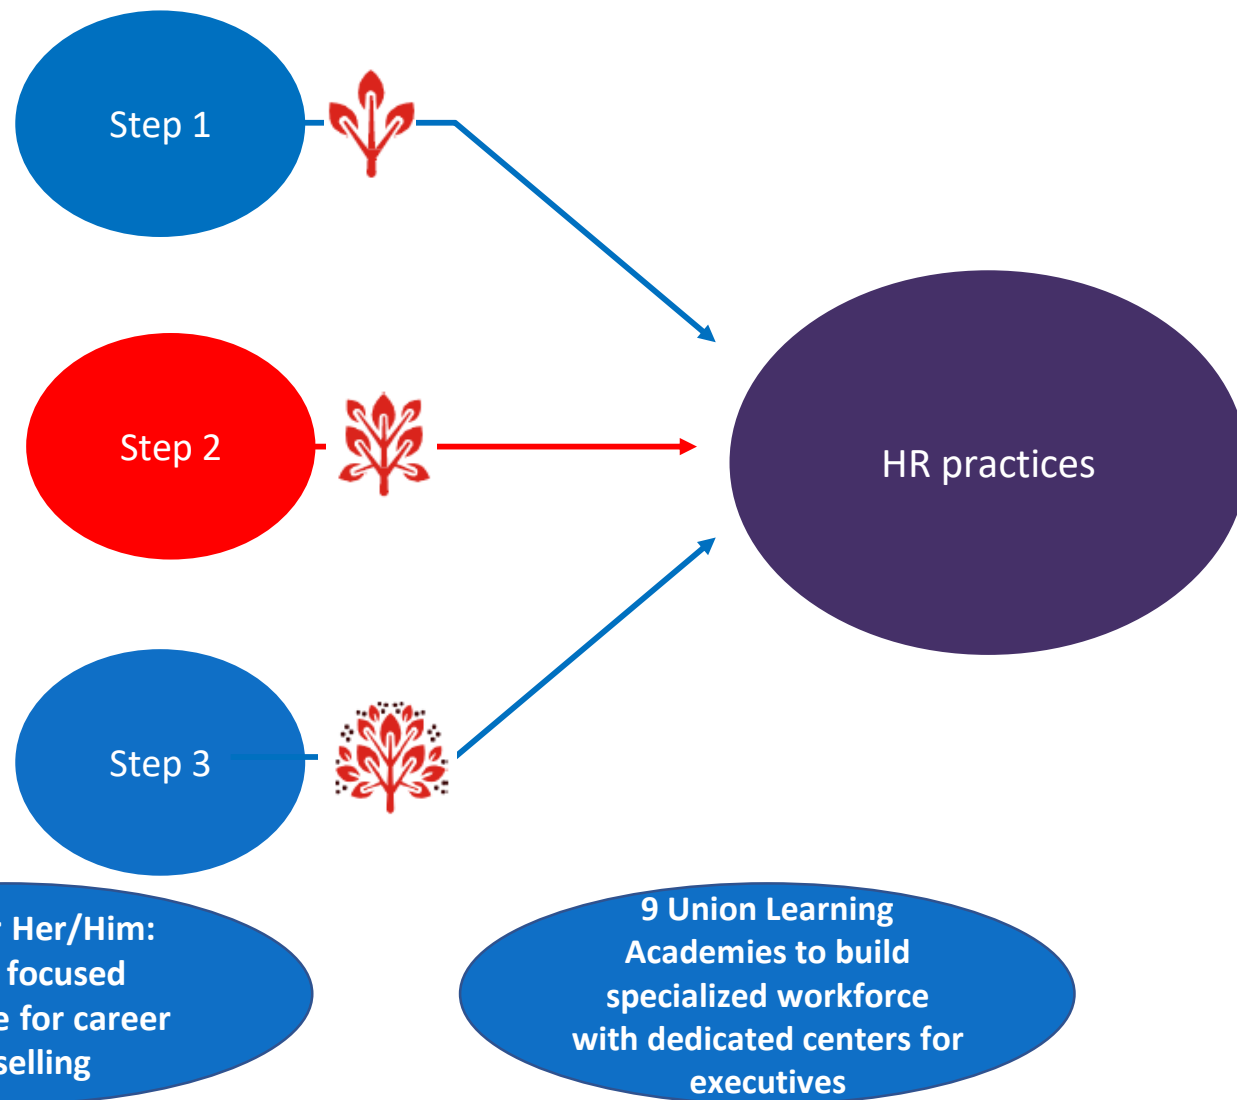 Step 1
Step 2
HR practices
Step 3
Her/Him:
focused
for career
9 Union Learning
Academies to build
specialized workforce
with dedicated centers for
executives